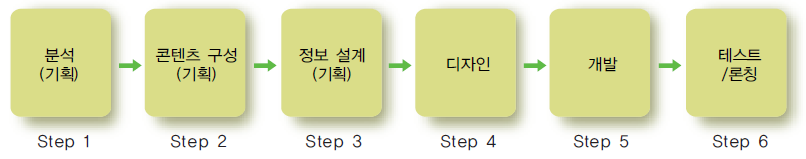 분석
(기획)
콘텐츠 구성
(기획)
정보 설계
(기획)
디자인
개발
테스트
/론칭
Step 1
Step 2
Step 3
Step 4
Step 5
Step 6